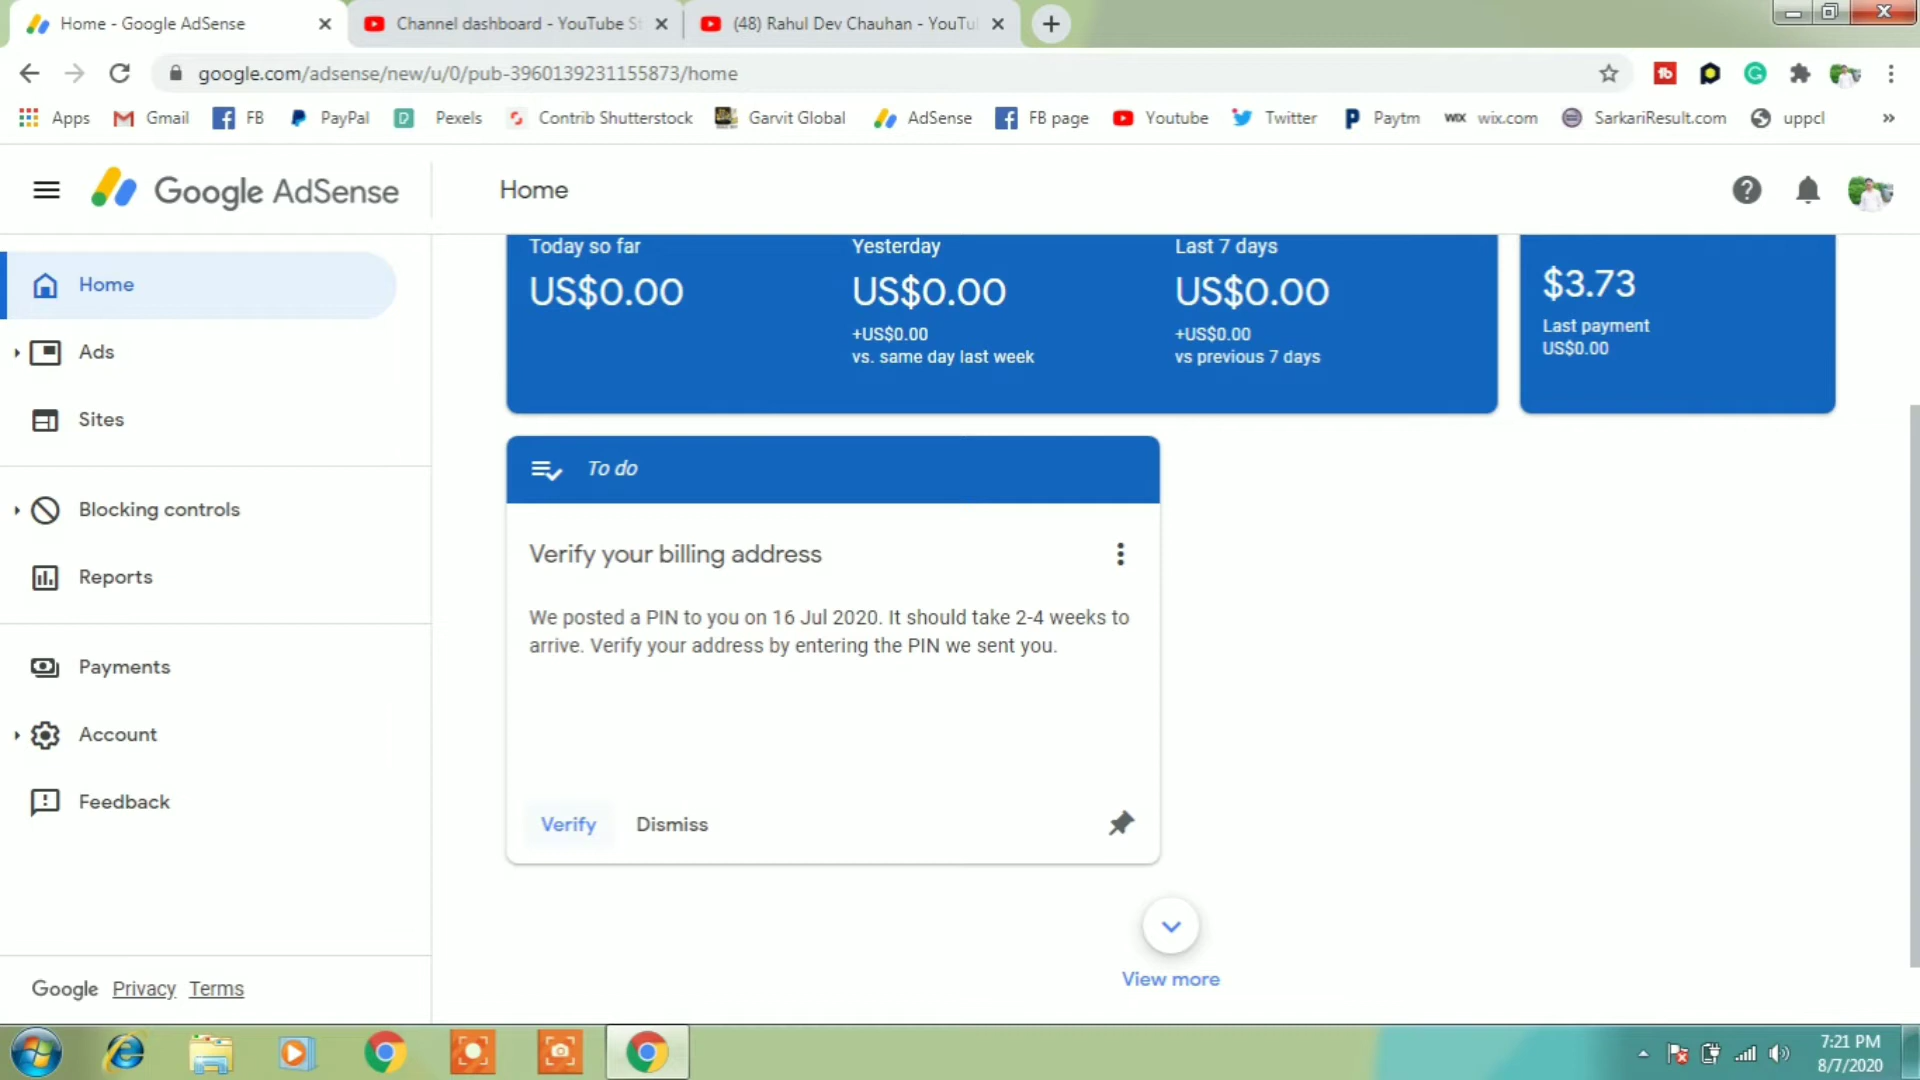 Home - Google AdSense
Channel dashboard - YouTube St
(48) Rahul Dev Chauhan - YouTu
google.com/adsense/new/u/0/pub-3960139231155873/home
Apps
Gmail
FB
PayPal
Pexels
Contrib Shutterstock
Garvit Global
AdSense
FB page
Youtube
Twitter
Paytm
WIX wix.com
SarkariResult.com
uppcl
»
Google AdSense
Home
Home
Ads
Sites
Blocking controls
Reports
Payments
Account
Feedback
Google Privacy Terms
Today so far
US$0.00
Yesterday
US$0.00
+US$0.00
vs. same day last week
Last 7 days
US$0.00
+US$0.00
vs previous 7 days
$3.73
Last payment
US$0.00
To do
Verify your billing address
We posted a PIN to you on 16 Jul 2020. It should take 2-4 weeks to
arrive. Verify your address by entering the PIN we sent you.
Verify
Dismiss
View more
7:21 PM
8/7/2020